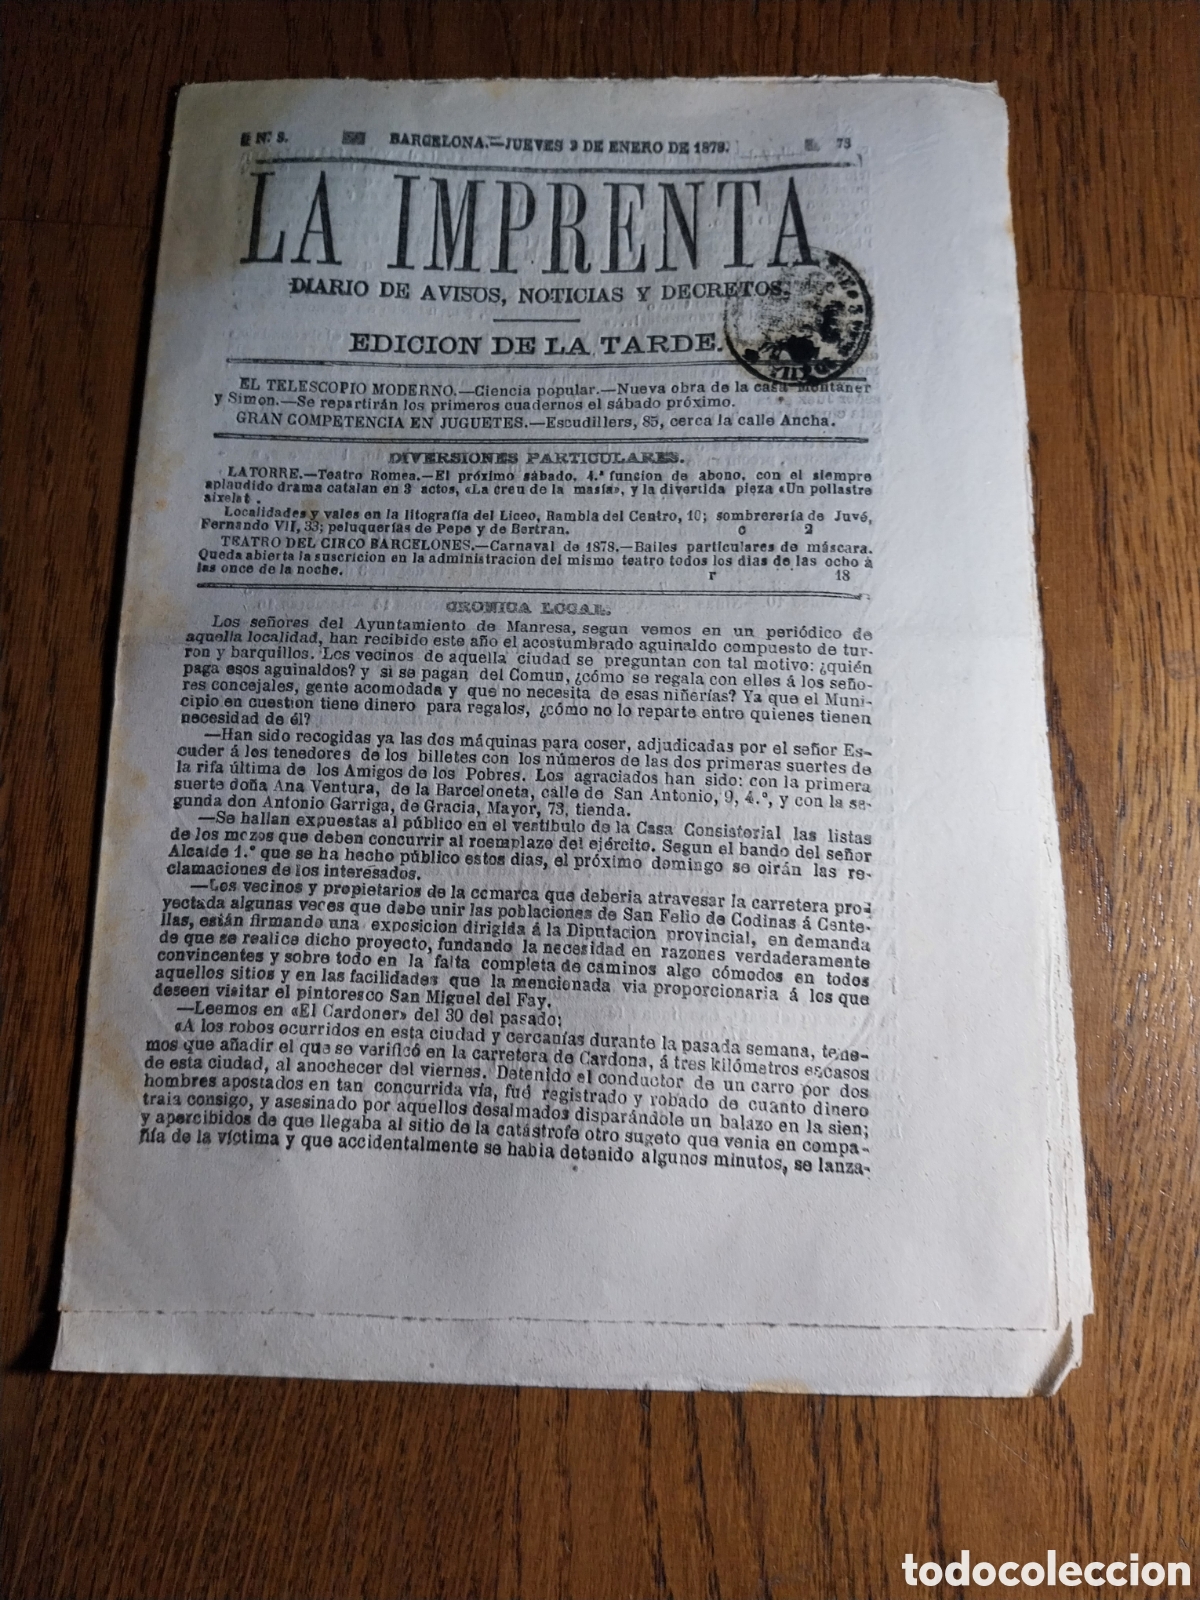 N.º 3. BARCELONA.—JUEVES 3 DE ENERO DE 1878. 73
LA IMPRENTA
DIARIO DE AVISOS, NOTICIAS Y DECRETOS.
EDICION DE LA TARDE.
EL TELESCOPIO MODERNO.—Ciencia popular.—Nueva obra de la casa Montaner
y Simon.—Se repartirán los primeros cuadernos el sábado próximo.
GRAN COMPETENCIA EN JUGUETES.—Escudillers, 85, cerca la calle Ancha.
DIVERSIONES PARTICULARES.
LATORRE.—Teatro Romea.—El próximo sábado, 4.ª funcion de abono, con el siempre
aplaudido drama catalan en 3 actos, «La creu de la masía», y la divertida pieza «Un pollastre
aixelat».
Localidades y vales en la litografía del Liceo, Rambla del Centro, 10; sombrerería de Juvé,
Fernando VII, 33; peluquerías de Pepe y de Bertran. o 2
TEATRO DEL CIRCO BARCELONES.—Carnaval de 1878.—Bailes particulares de máscara.
Queda abierta la suscricion en la administracion del mismo teatro todos los dias de las ocho á
las once de la noche. r 18
CRONICA LOCAL.
Los señores del Ayuntamiento de Manresa, segun vemos en un periódico de
aquella localidad, han recibido este año el acostumbrado aguinaldo compuesto de tur-
ron y barquillos. Los vecinos de aquella ciudad se preguntan con tal motivo: ¿quién
paga esos aguinaldos? y si se pagan del Comun, ¿cómo se regala con elles á los seño-
res concejales, gente acomodada y que no necesita de esas niñerías? Ya que el Muni-
cipio en cuestion tiene dinero para regalos, ¿cómo no lo reparte entre quienes tienen
necesidad de él?
—Han sido recogidas ya las dos máquinas para coser, adjudicadas por el señor Es-
cuder á los tenedores de los billetes con los números de las dos primeras suertes de
la rifa última de los Amigos de los Pobres. Los agraciados han sido: con la primera
suerte doña Ana Ventura, de la Barceloneta, calle de San Antonio, 9, 4.º, y con la se-
gunda don Antonio Garriga, de Gracia, Mayor, 73, tienda.
—Se hallan expuestas al público en el vestíbulo de la Casa Consistorial las listas
de los mozos que deben concurrir al reemplazo del ejército. Segun el bando del señor
Alcalde 1.º que se ha hecho público estos dias, el próximo domingo se oirán las re-
clamaciones de los interesados.
—Los vecinos y propietarios de la comarca que deberia atravesar la carretera pro-
yectada algunas veces que debe unir las poblaciones de San Felio de Codinas á Cente-
llas, están firmando una exposicion dirigida á la Diputacion provincial, en demanda
de que se realice dicho proyecto, fundando la necesidad en razones verdaderamente
convincentes y sobre todo en la falta completa de caminos algo cómodos en todos
aquellos sitios y en las facilidades que la mencionada via proporcionaria á los que
deseen visitar el pintoresco San Miguel del Fay.
—Leemos en «El Cardoner» del 30 del pasado:
«A los robos ocurridos en esta ciudad y cercanías durante la pasada semana, tene-
mos que añadir el que se verificó en la carretera de Cardona, á tres kilómetros escasos
de esta ciudad, al anochecer del viernes. Detenido el conductor de un carro por dos
hombres apostados en tan concurrida vía, fué registrado y robado de cuanto dinero
traia consigo, y asesinado por aquellos desalmados disparándole un balazo en la sien;
y apercibidos de que llegaba al sitio de la catástrofe otro sugeto que venia en compa-
ñía de la víctima y que accidentalmente se habia detenido algunos minutos, se lanza-
todocoleccion